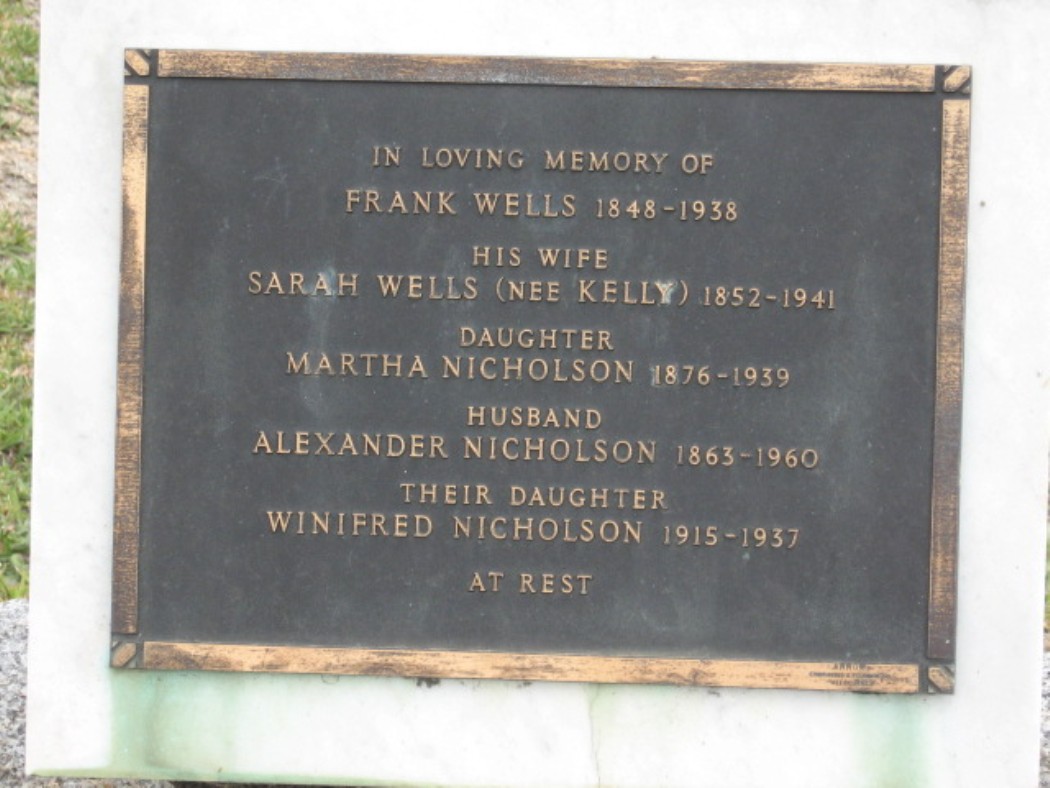 IN LOVING MEMORY OF
FRANK WELLS 1848-1938
HIS WIFE
SARAH WELLS (NEE KELLY) 1852-1941
DAUGHTER
MARTHA NICHOLSON 1876-1939
HUSBAND
ALEXANDER NICHOLSON 1863-1960
THEIR DAUGHTER
WINIFRED NICHOLSON 1915-1937
AT REST
ARROW